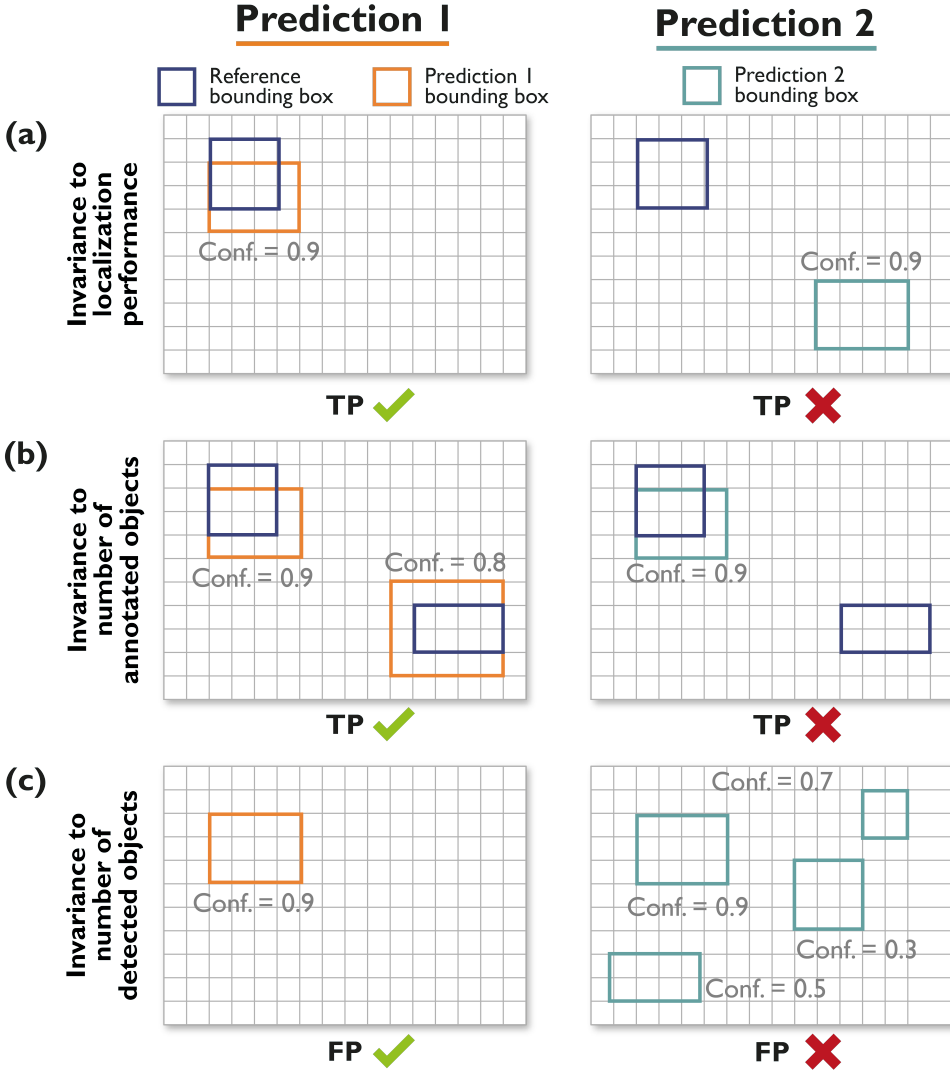 Prediction 1
Prediction 2
Reference
bounding box
Prediction 1
bounding box
Prediction 2
bounding box
(a)
Invariance to
localization
performance
Conf. = 0.9
Conf. = 0.9
TP
TP
(b)
Invariance to
number of
annotated objects
Conf. = 0.9
Conf. = 0.8
Conf. = 0.9
TP
TP
(c)
Invariance to
number of
detected objects
Conf. = 0.9
Conf. = 0.7
Conf. = 0.9
Conf. = 0.3
Conf. = 0.5
FP
FP